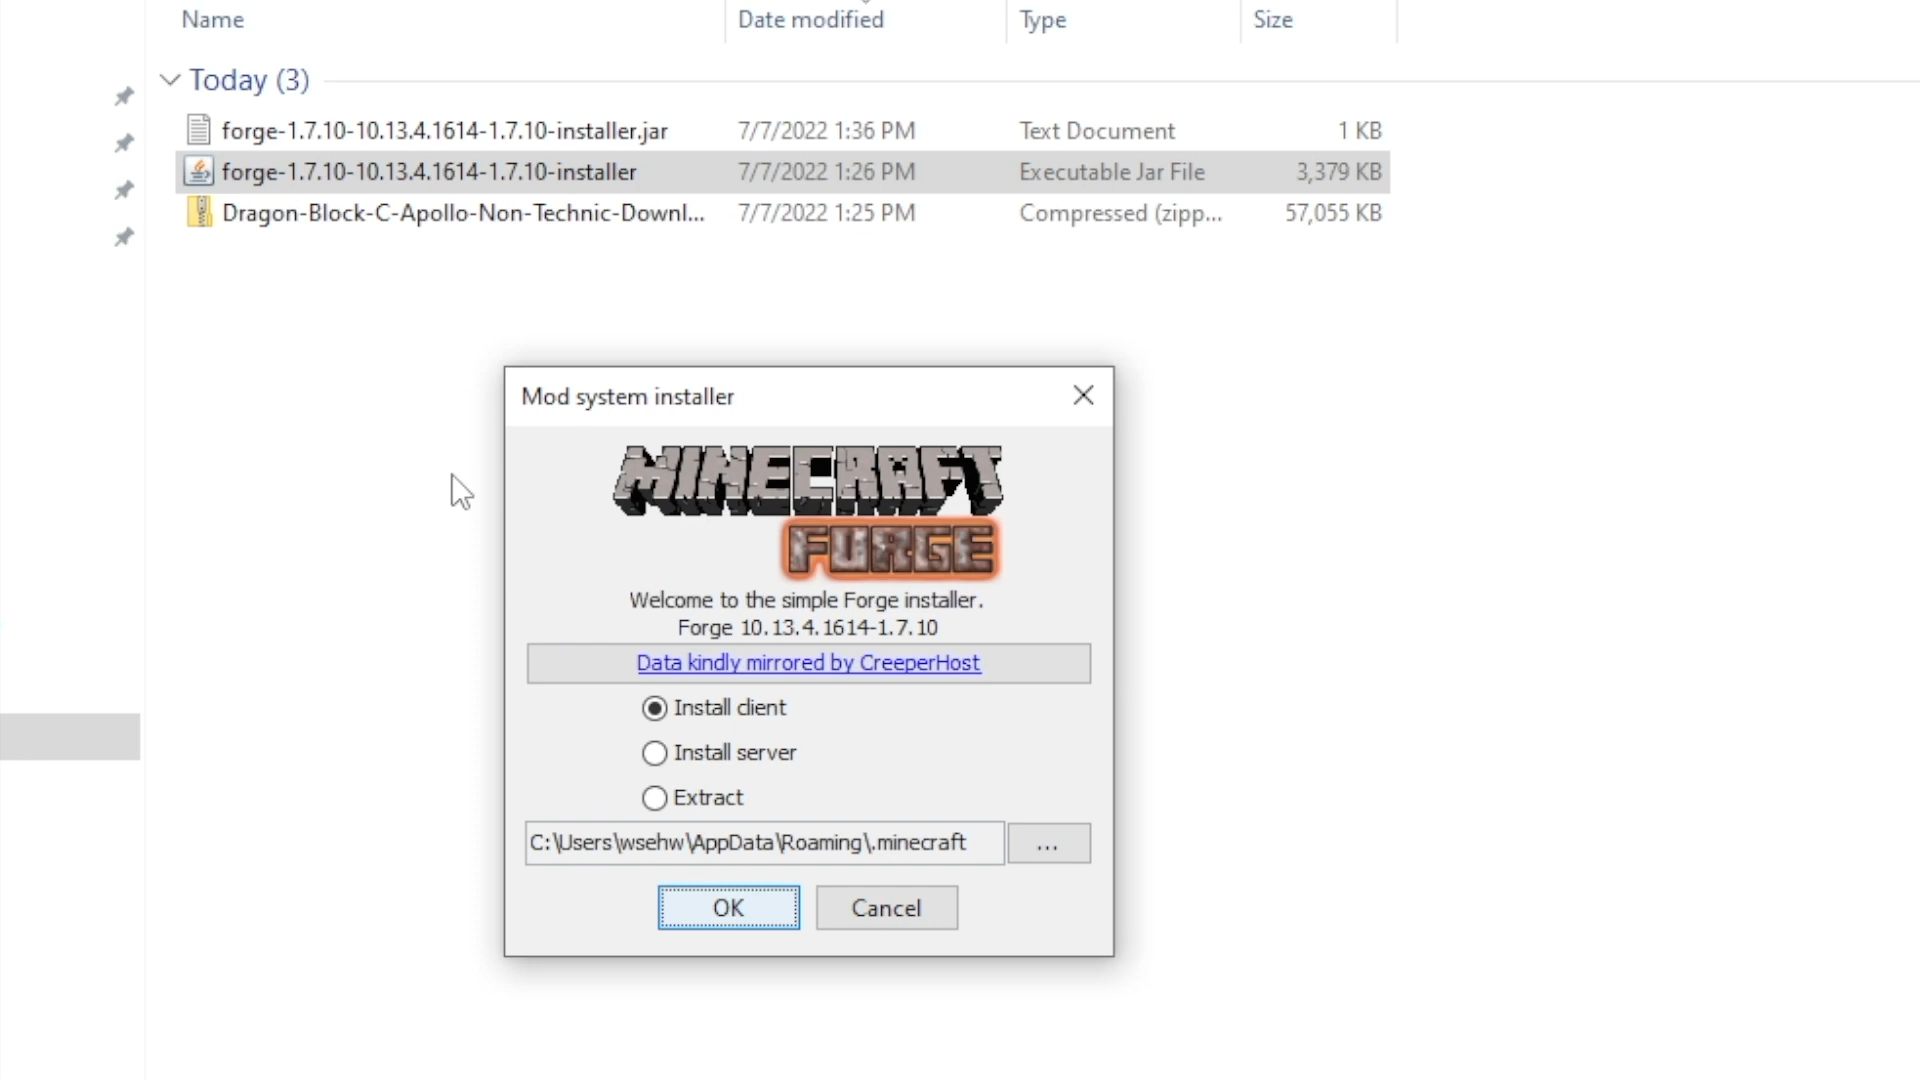 Name Date modified Type Size
Today (3)
forge-1.7.10-10.13.4.1614-1.7.10-installer.jar 7/7/2022 1:36 PM Text Document 1 KB
forge-1.7.10-10.13.4.1614-1.7.10-installer 7/7/2022 1:26 PM Executable Jar File 3,379 KB
Dragon-Block-C-Apollo-Non-Technic-Downl... 7/7/2022 1:25 PM Compressed (zipp... 57,055 KB
Mod system installer
MINECRAFT
FORGE
Welcome to the simple Forge installer.
Forge 10.13.4.1614-1.7.10
Data kindly mirrored by CreeperHost
Install client
Install server
Extract
C:\Users\wsehw\AppData\Roaming\.minecraft ...
OK Cancel